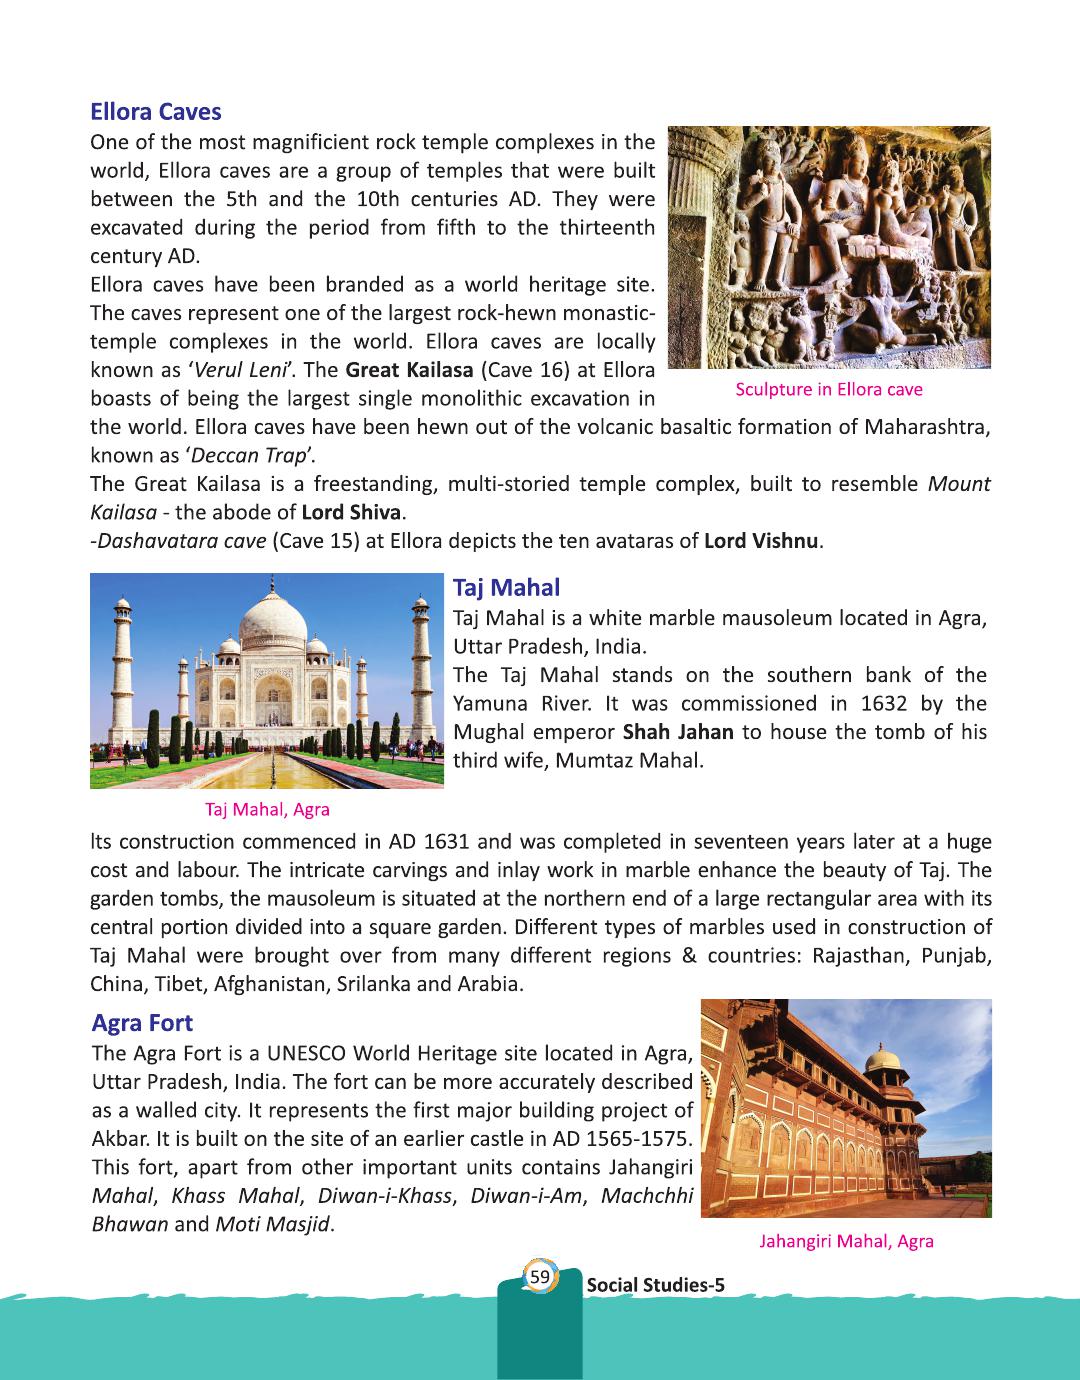 Ellora Caves
One of the most magnificient rock temple complexes in the
world, Ellora caves are a group of temples that were built
between the 5th and the 10th centuries AD. They were
excavated during the period from fifth to the thirteenth
century AD.
Ellora caves have been branded as a world heritage site.
The caves represent one of the largest rock-hewn monastic-
temple complexes in the world. Ellora caves are locally
known as ‘Verul Leni’. The Great Kailasa (Cave 16) at Ellora
boasts of being the largest single monolithic excavation in
the world. Ellora caves have been hewn out of the volcanic basaltic formation of Maharashtra,
known as ‘Deccan Trap’.
The Great Kailasa is a freestanding, multi-storied temple complex, built to resemble Mount
Kailasa - the abode of Lord Shiva.
-Dashavatara cave (Cave 15) at Ellora depicts the ten avataras of Lord Vishnu.
Sculpture in Ellora cave
Taj Mahal
Taj Mahal is a white marble mausoleum located in Agra,
Uttar Pradesh, India.
The Taj Mahal stands on the southern bank of the
Yamuna River. It was commissioned in 1632 by the
Mughal emperor Shah Jahan to house the tomb of his
third wife, Mumtaz Mahal.
Taj Mahal, Agra
Its construction commenced in AD 1631 and was completed in seventeen years later at a huge
cost and labour. The intricate carvings and inlay work in marble enhance the beauty of Taj. The
garden tombs, the mausoleum is situated at the northern end of a large rectangular area with its
central portion divided into a square garden. Different types of marbles used in construction of
Taj Mahal were brought over from many different regions & countries: Rajasthan, Punjab,
China, Tibet, Afghanistan, Srilanka and Arabia.
Agra Fort
The Agra Fort is a UNESCO World Heritage site located in Agra,
Uttar Pradesh, India. The fort can be more accurately described
as a walled city. It represents the first major building project of
Akbar. It is built on the site of an earlier castle in AD 1565-1575.
This fort, apart from other important units contains Jahangiri
Mahal, Khass Mahal, Diwan-i-Khass, Diwan-i-Am, Machchhi
Bhawan and Moti Masjid.
Jahangiri Mahal, Agra
59
Social Studies-5